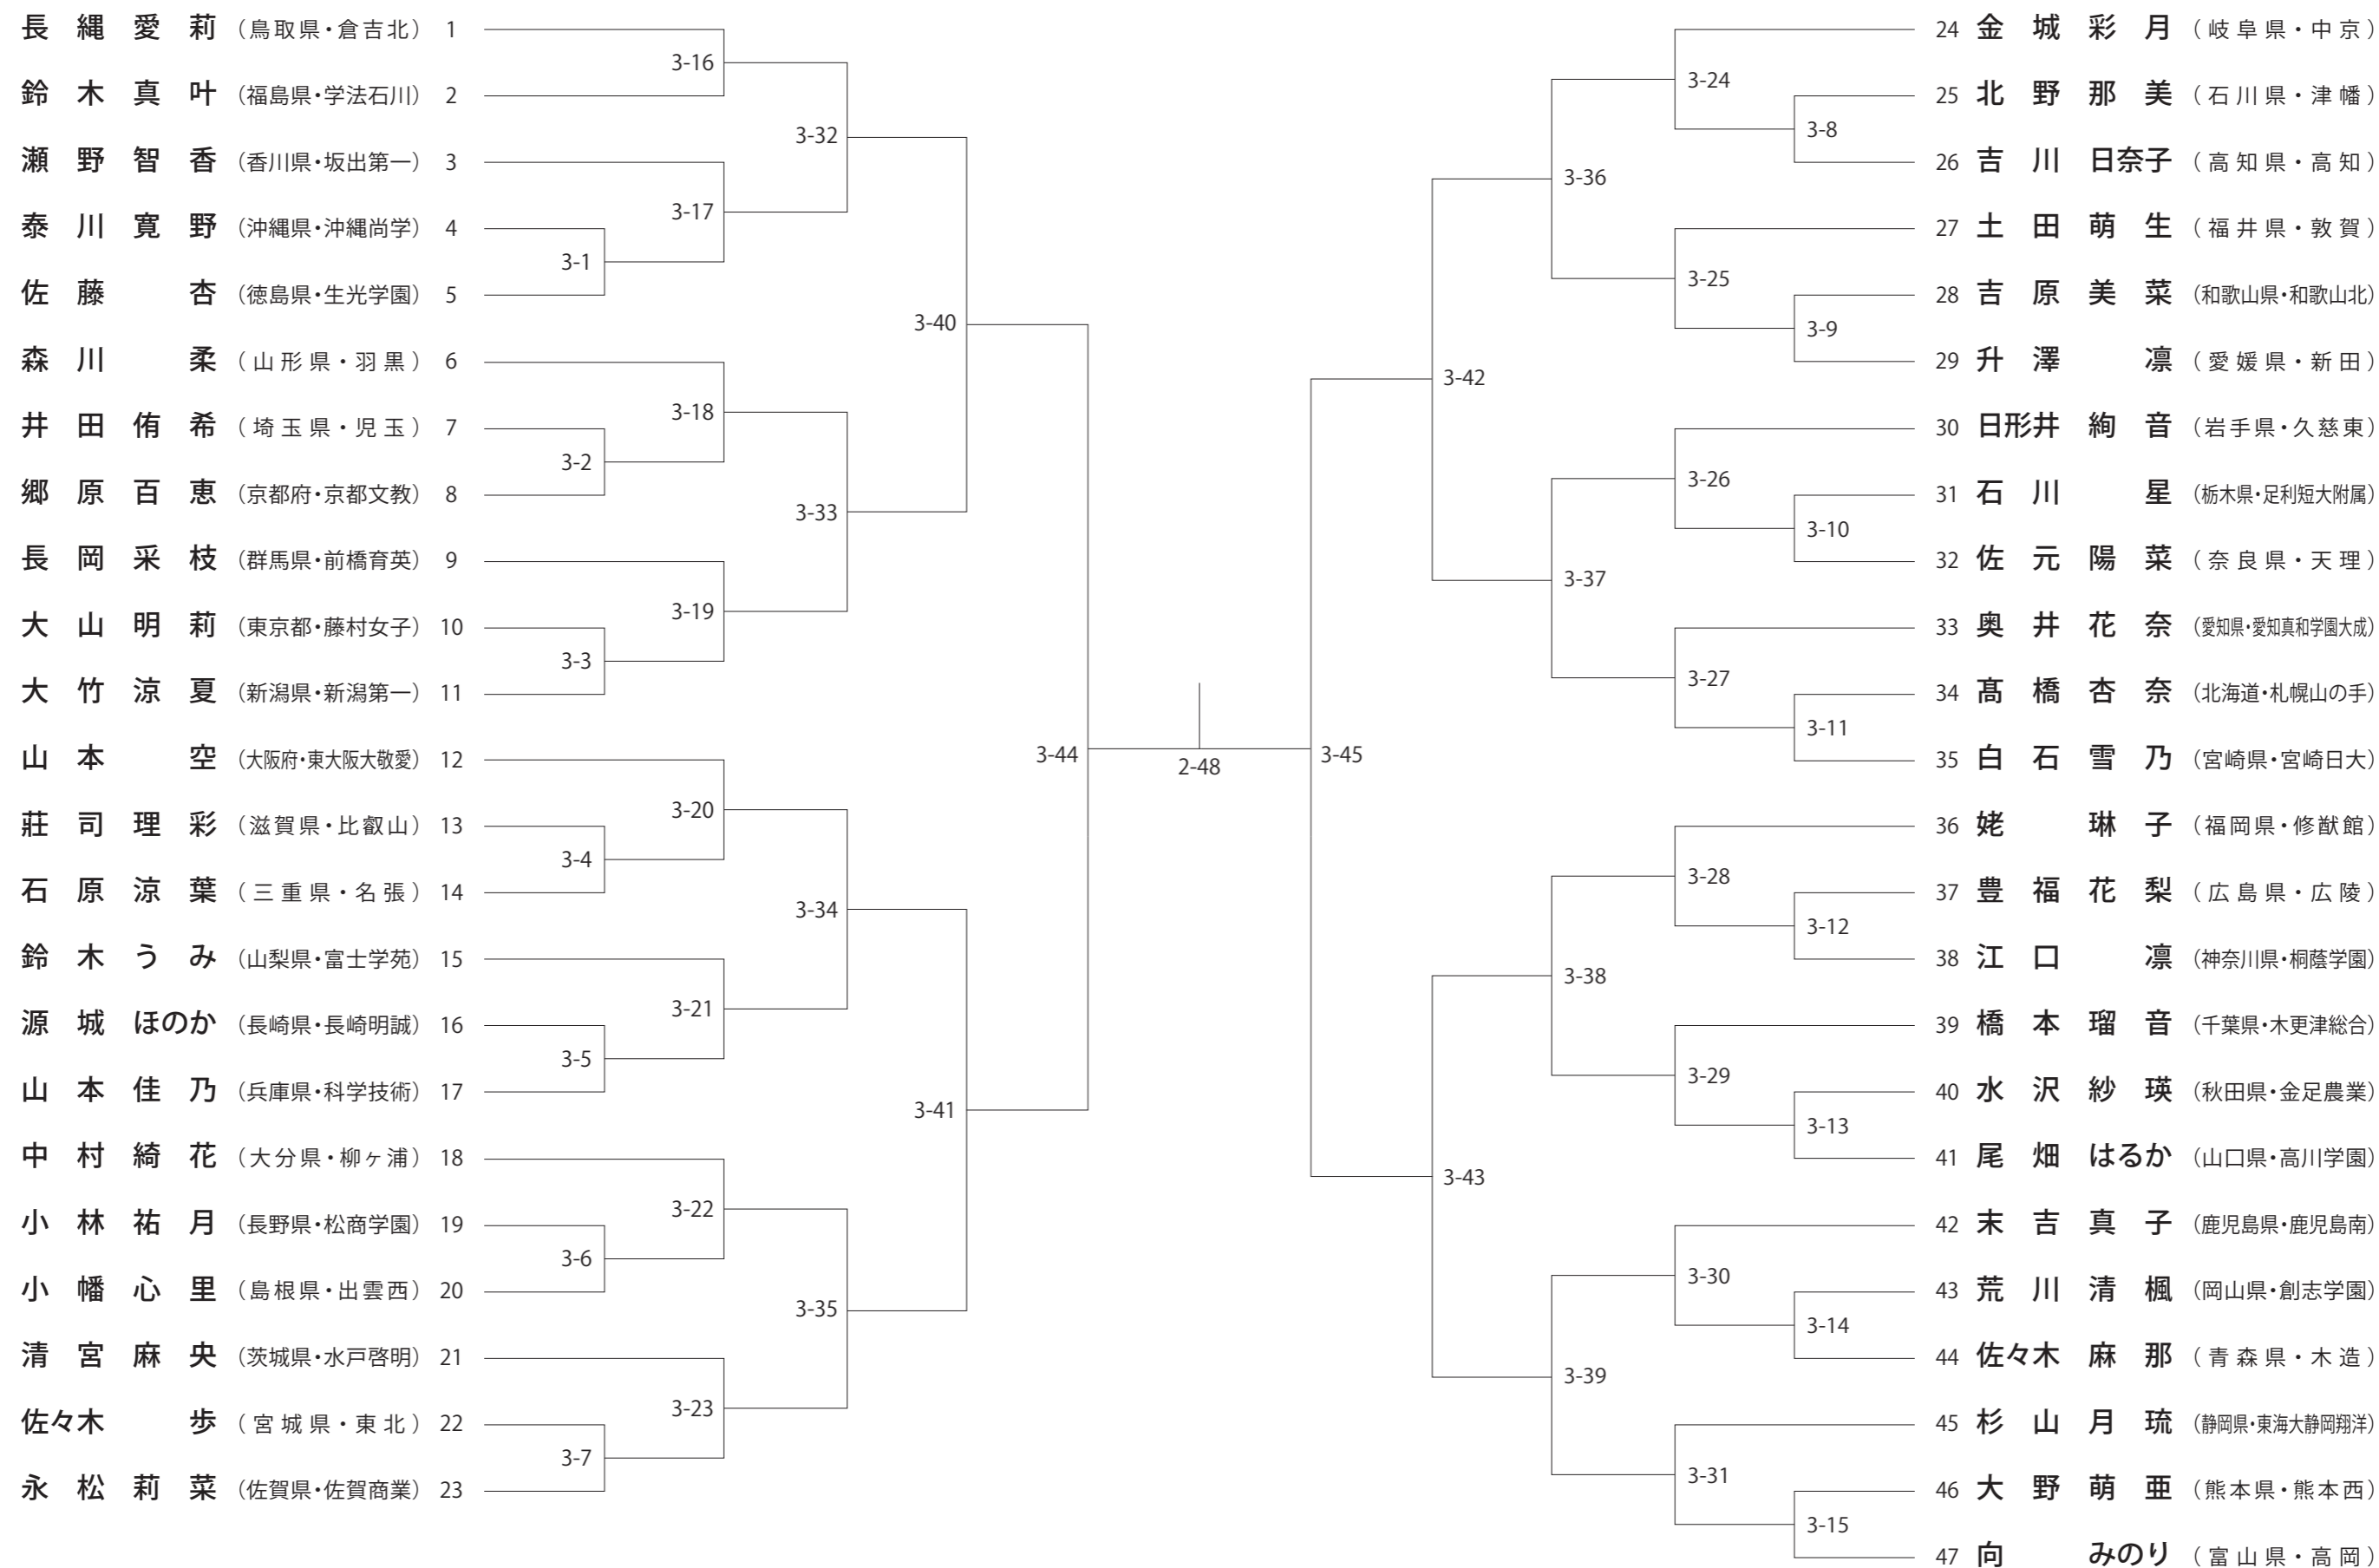 長縄愛莉 （鳥取県・倉吉北） 1
鈴木真叶 （福島県・学法石川） 2
瀬野智香 （香川県・坂出第一） 3
泰川寛野 （沖縄県・沖縄尚学） 4
佐藤 杏 （徳島県・生光学園） 5
森川 柔 （山形県・羽黒） 6
井田侑希 （埼玉県・児玉） 7
郷原百恵 （京都府・京都文教） 8
長岡采枝 （群馬県・前橋育英） 9
大山明莉 （東京都・藤村女子） 10
大竹涼夏 （新潟県・新潟第一） 11
山本 空 （大阪府・東大阪大敬愛） 12
莊司理彩 （滋賀県・比叡山） 13
石原涼葉 （三重県・名張） 14
鈴木うみ （山梨県・富士学苑） 15
源城ほのか （長崎県・長崎明誠） 16
山本佳乃 （兵庫県・科学技術） 17
中村綺花 （大分県・柳ヶ浦） 18
小林祐月 （長野県・松商学園） 19
小幡心里 （島根県・出雲西） 20
清宮麻央 （茨城県・水戸啓明） 21
佐々木 歩 （宮城県・東北） 22
永松莉菜 （佐賀県・佐賀商業） 23
3-1
3-2
3-3
3-4
3-5
3-6
3-7
3-16
3-17
3-18
3-19
3-20
3-21
3-22
3-23
3-32
3-33
3-34
3-35
3-40
3-41
3-44
2-48
3-45
3-42
3-43
3-36
3-37
3-38
3-39
3-24
3-25
3-26
3-27
3-28
3-29
3-30
3-31
3-8
3-9
3-10
3-11
3-12
3-13
3-14
3-15
24 金城彩月 （岐阜県・中京）
25 北野那美 （石川県・津幡）
26 吉川日奈子 （高知県・高知）
27 土田萌生 （福井県・敦賀）
28 吉原美菜 （和歌山県・和歌山北）
29 升澤 凛 （愛媛県・新田）
30 日形井絢音 （岩手県・久慈東）
31 石川 星 （栃木県・足利短大附属）
32 佐元陽菜 （奈良県・天理）
33 奥井花奈 （愛知県・愛知真和学園大成）
34 髙橋杏奈 （北海道・札幌山の手）
35 白石雪乃 （宮崎県・宮崎日大）
36 姥 琳子 （福岡県・修猷館）
37 豊福花梨 （広島県・広陵）
38 江口 凛 （神奈川県・桐蔭学園）
39 橋本瑠音 （千葉県・木更津総合）
40 水沢紗瑛 （秋田県・金足農業）
41 尾畑はるか （山口県・高川学園）
42 末吉真子 （鹿児島県・鹿児島南）
43 荒川清楓 （岡山県・創志学園）
44 佐々木麻那 （青森県・木造）
45 杉山月琉 （静岡県・東海大静岡翔洋）
46 大野萌亜 （熊本県・熊本西）
47 向 みのり （富山県・高岡）